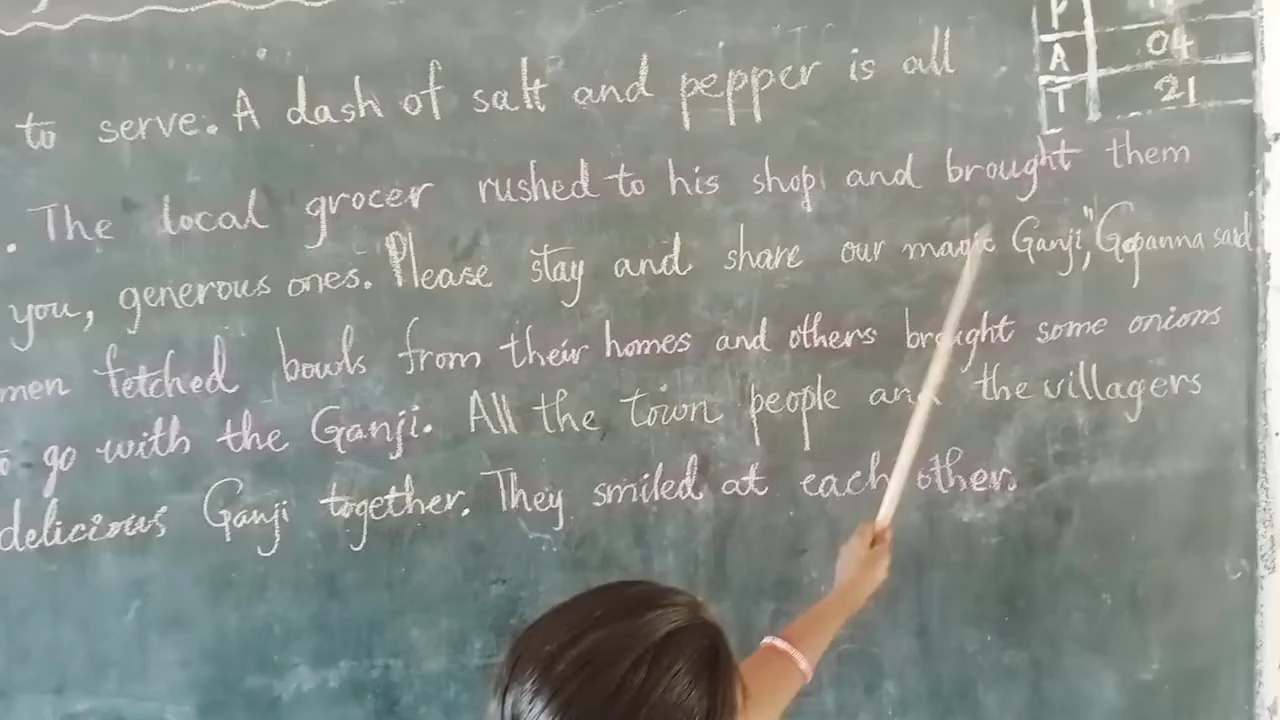 to serve. A dash of salt and pepper is all
. The local grocer rushed to his shop and brought them
you, generous ones. Please stay and share our magic Ganji," Gopanna said
men fetched bowls from their homes and others brought some onions
to go with the Ganji. All the town people and the villagers
delicious Ganji together. They smiled at each other.
P
A 04
T 21